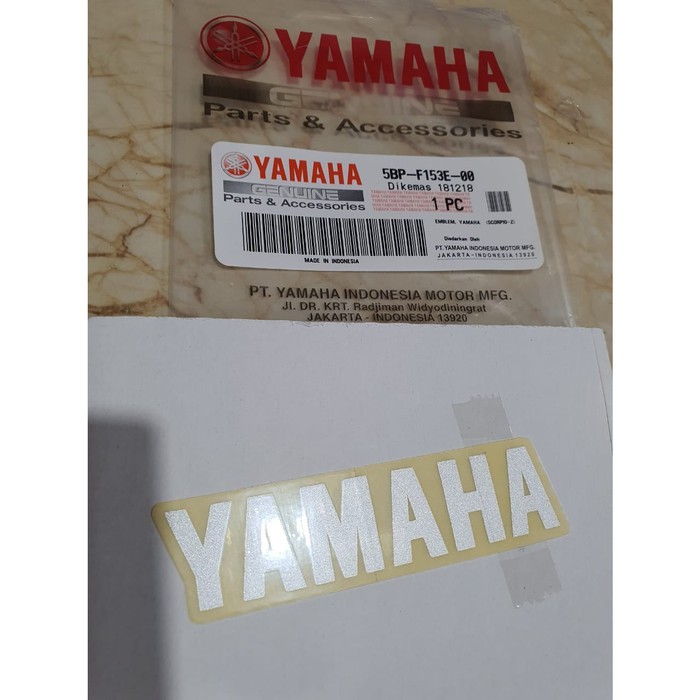 YAMAHA
GENUINE
Parts & Accessories
YAMAHA
GENUINE
Parts & Accessories
5BP-F153E-00
Dikemas 181218
1 PC
EMBLEM, YAMAHA (SCORPIO-Z)
Diedarkan Oleh
PT. YAMAHA INDONESIA MOTOR MFG.
JAKARTA - INDONESIA 13920
MADE IN INDONESIA
PT. YAMAHA INDONESIA MOTOR MFG.
Jl. DR. KRT. Radjiman Widyodiningrat
JAKARTA - INDONESIA 13920
YAMAHA